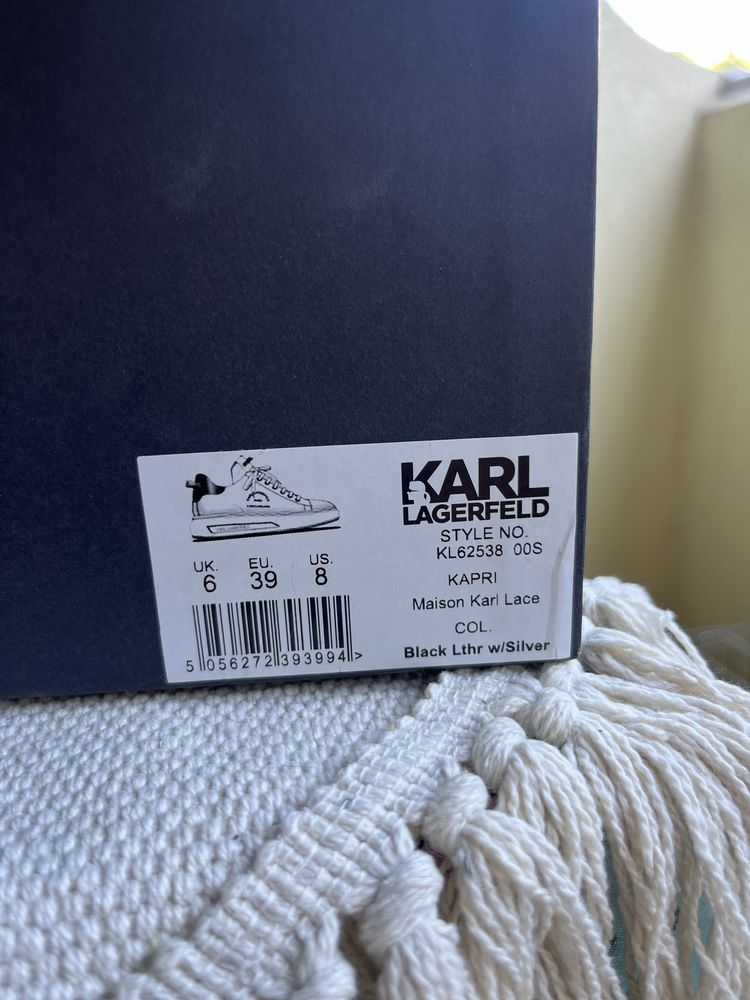 KARL
LAGERFELD
STYLE NO.
KL62538 00S
KAPRI
Maison Karl Lace
COL.
Black Lthr w/Silver
UK. EU. US.
6 39 8
5 056272 393994 >